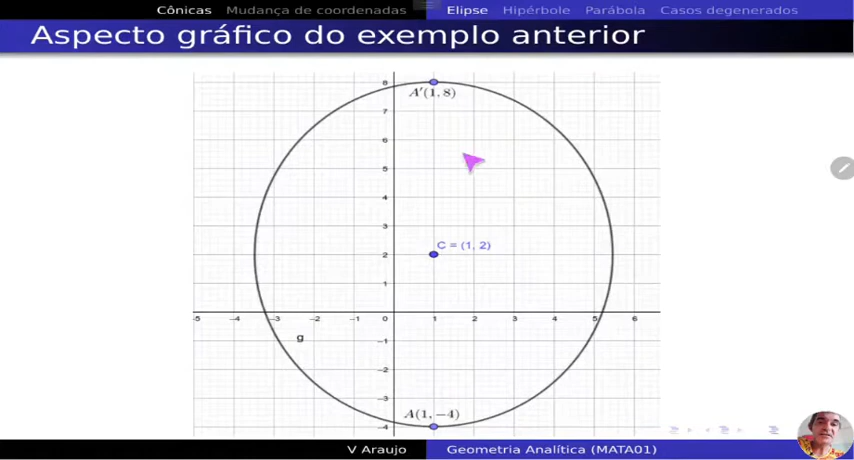 Cônicas Mudança de coordenadas Elipse Hipérbole Parábola Casos degenerados
Aspecto gráfico do exemplo anterior
8
A′(1, 8)
7
6
5
4
3
C = (1, 2)
2
1
-5 -4 -3 -2 -1 0 1 2 3 4 5 6
g
-1
-2
-3
A(1, −4)
-4
V Araujo Geometria Analítica (MATA01)